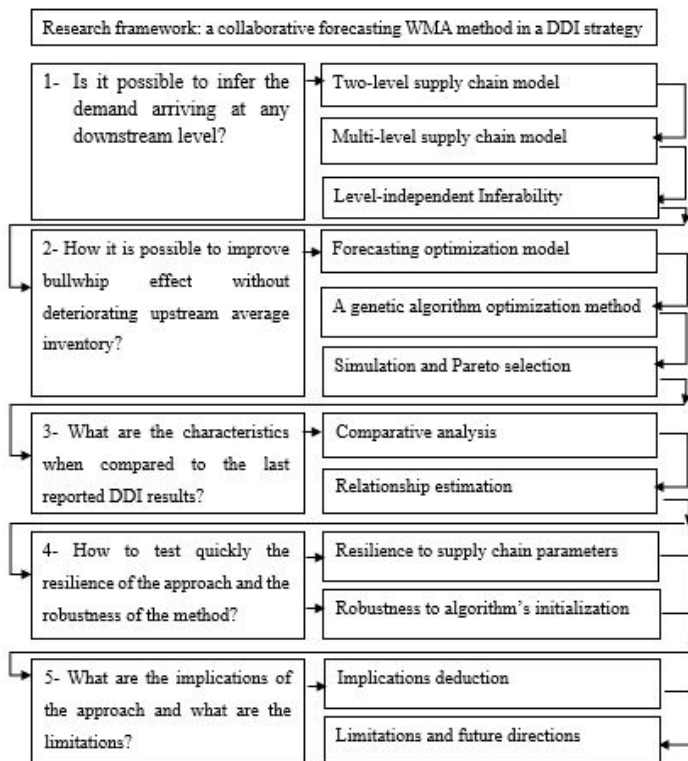 Research framework: a collaborative forecasting WMA method in a DDI strategy
1- Is it possible to infer the
demand arriving at any
downstream level?
Two-level supply chain model
Multi-level supply chain model
Level-independent Inferability
2- How it is possible to improve
bullwhip effect without
deteriorating upstream average
inventory?
Forecasting optimization model
A genetic algorithm optimization method
Simulation and Pareto selection
3- What are the characteristics
when compared to the last
reported DDI results?
Comparative analysis
Relationship estimation
4- How to test quickly the
resilience of the approach and the
robustness of the method?
Resilience to supply chain parameters
Robustness to algorithm’s initialization
5- What are the implications of
the approach and what are the
limitations?
Implications deduction
Limitations and future directions